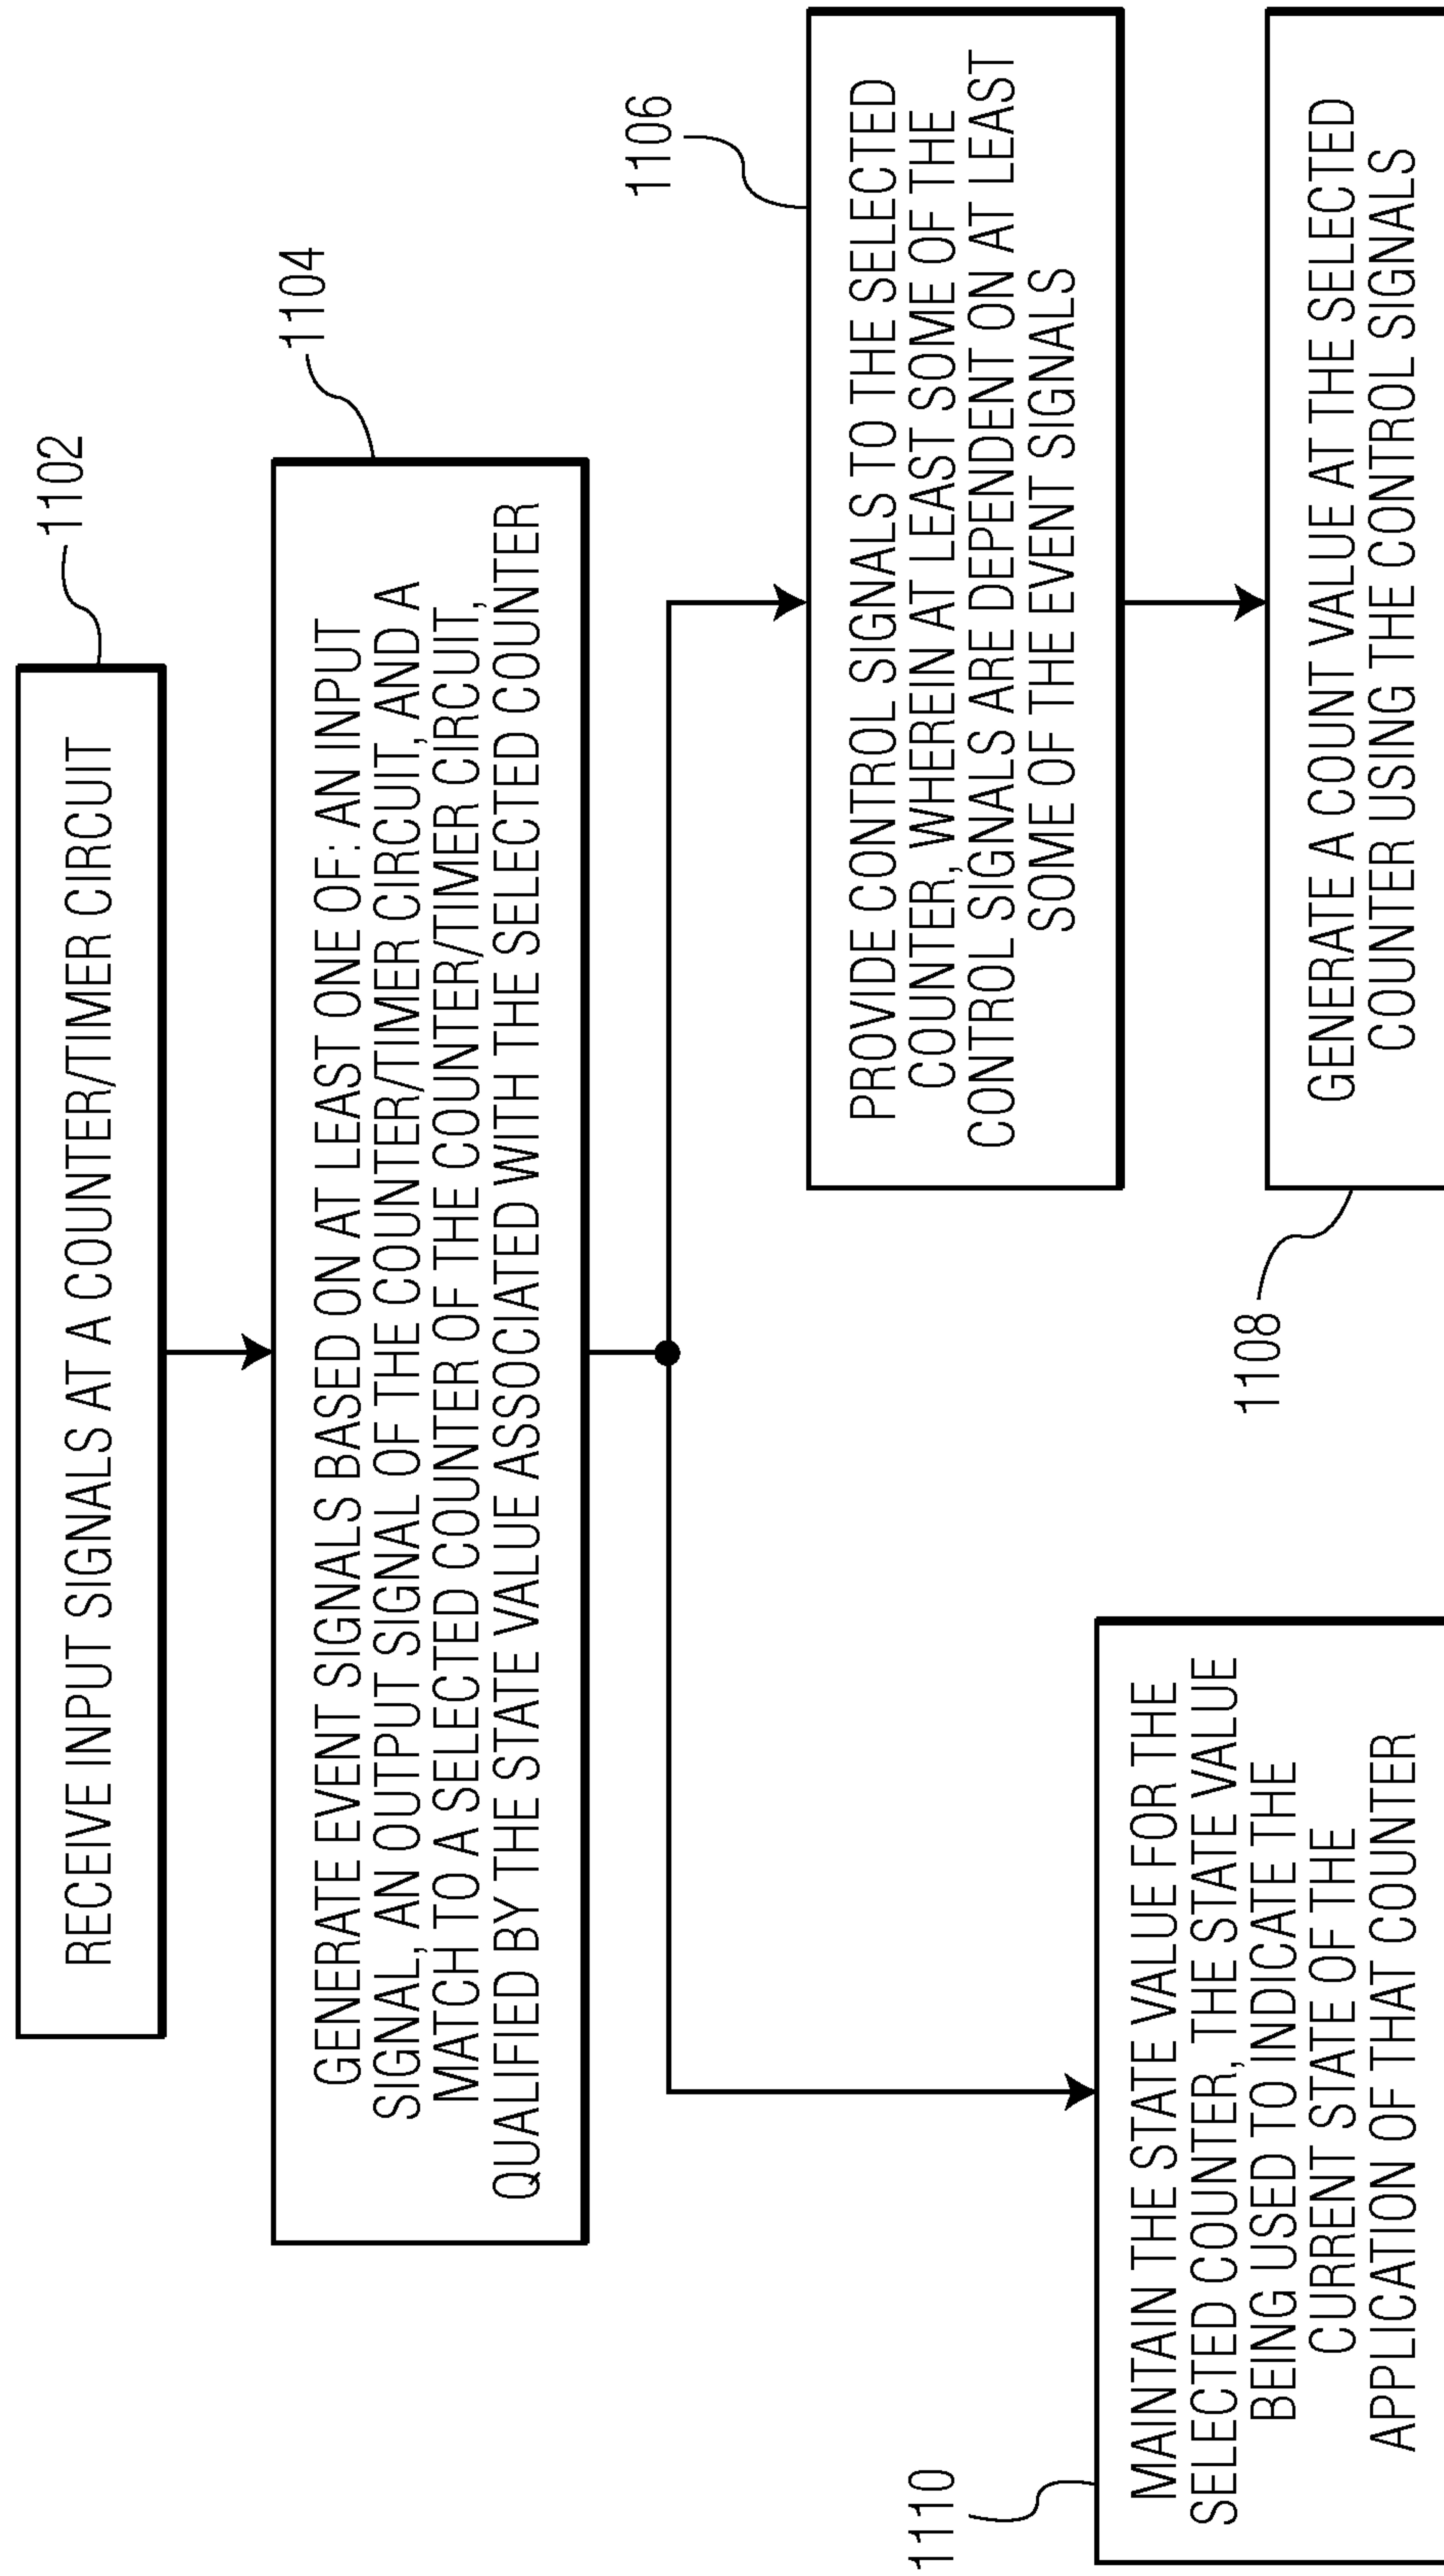 1102
RECEIVE INPUT SIGNALS AT A COUNTER/TIMER CIRCUIT
1104
GENERATE EVENT SIGNALS BASED ON AT LEAST ONE OF: AN INPUT
SIGNAL, AN OUTPUT SIGNAL OF THE COUNTER/TIMER CIRCUIT, AND A
MATCH TO A SELECTED COUNTER OF THE COUNTER/TIMER CIRCUIT,
QUALIFIED BY THE STATE VALUE ASSOCIATED WITH THE SELECTED COUNTER
1106
PROVIDE CONTROL SIGNALS TO THE SELECTED
COUNTER, WHEREIN AT LEAST SOME OF THE
CONTROL SIGNALS ARE DEPENDENT ON AT LEAST
SOME OF THE EVENT SIGNALS
1108
GENERATE A COUNT VALUE AT THE SELECTED
COUNTER USING THE CONTROL SIGNALS
1110
MAINTAIN THE STATE VALUE FOR THE
SELECTED COUNTER, THE STATE VALUE
BEING USED TO INDICATE THE
CURRENT STATE OF THE
APPLICATION OF THAT COUNTER